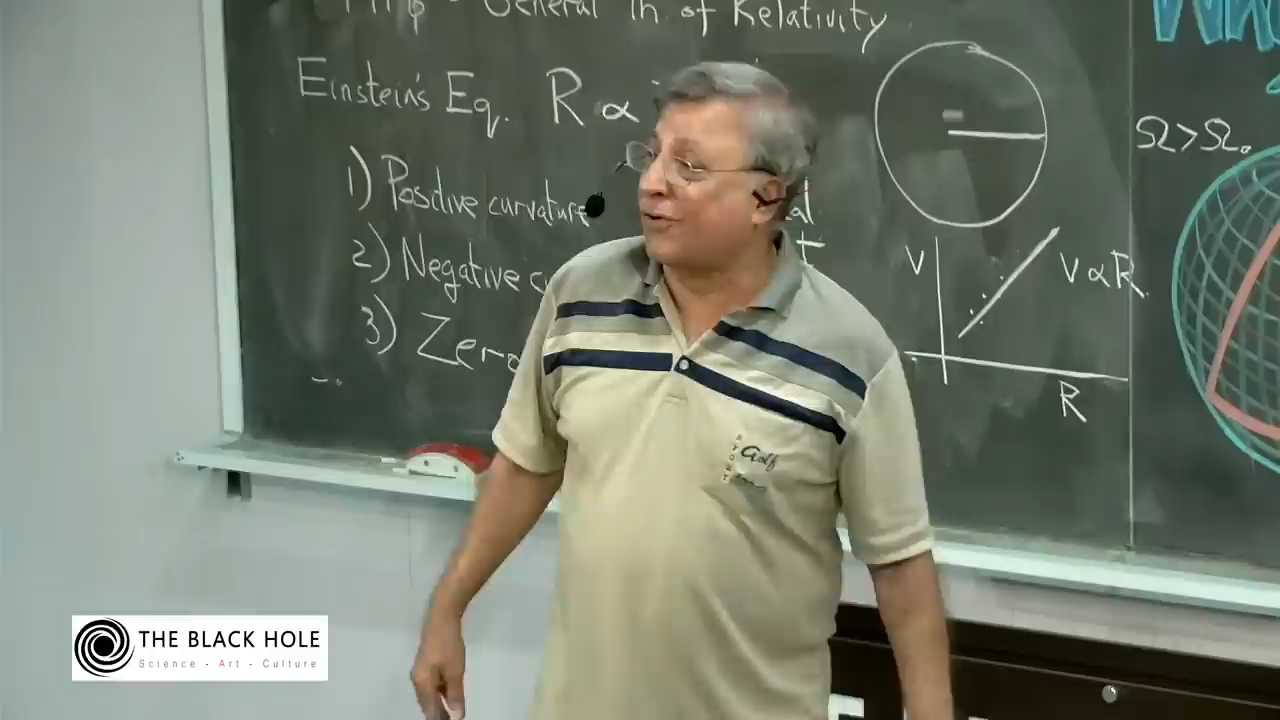 General Th of Relativity
Einstein's Eq. R ∝
1) Positive curvature
2) Negative
3) Zero
V
V∝R
R
Ω>Ω₀
Golf
THE BLACK HOLE
Science - Art - Culture